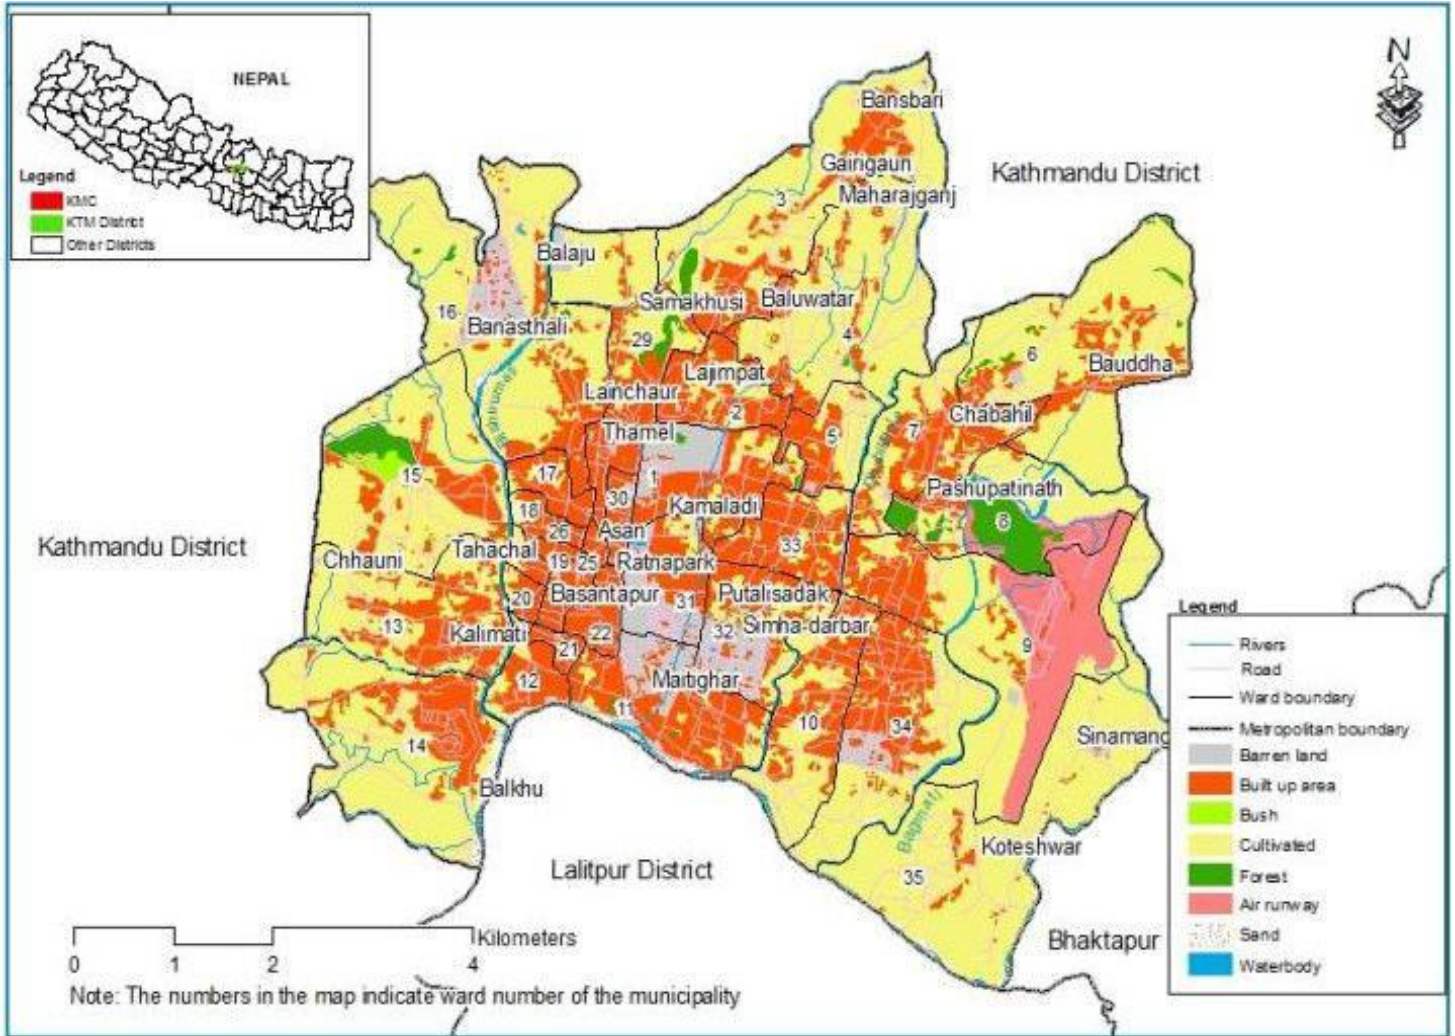 NEPAL
Legend
KMC
KTM District
Other Districts
N
Kathmandu District
Bansbari
Gairigaun
3
Maharajganj
Balaju
Samakhusi
Baluwatar
16
Banasthali
29
4
6
Bauddha
Lajimpat
Lainchaur
2
Chabahil
Thamel
5
7
15
17
1
Pashupatinath
30
Kamaladi
18
8
26
Asan
33
Kathmandu District
Tahachal
Chhauni
19
25
Ratnapark
Basantapur
Putalisadak
20
31
13
Kalimati
22
32
Simha-darbar
21
9
12
Maitighar
11
10
34
14
Sinamang
Balkhu
Bagmati
Koteshwar
35
Lalitpur District
Bhaktapur
Legend
Rivers
Road
Ward boundary
Metropolitan boundary
Barren land
Built up area
Bush
Cultivated
Forest
Air runway
Sand
Waterbody
Kilometers
0 1 2 4
Note: The numbers in the map indicate ward number of the municipality